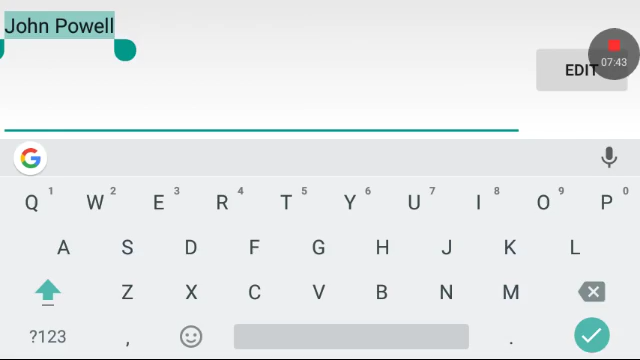 John Powell
EDIT
07:43
G
Q 1 W 2 E 3 R 4 T 5 Y 6 U 7 I 8 O 9 P 0
A S D F G H J K L
Z X C V B N M
?123 , .